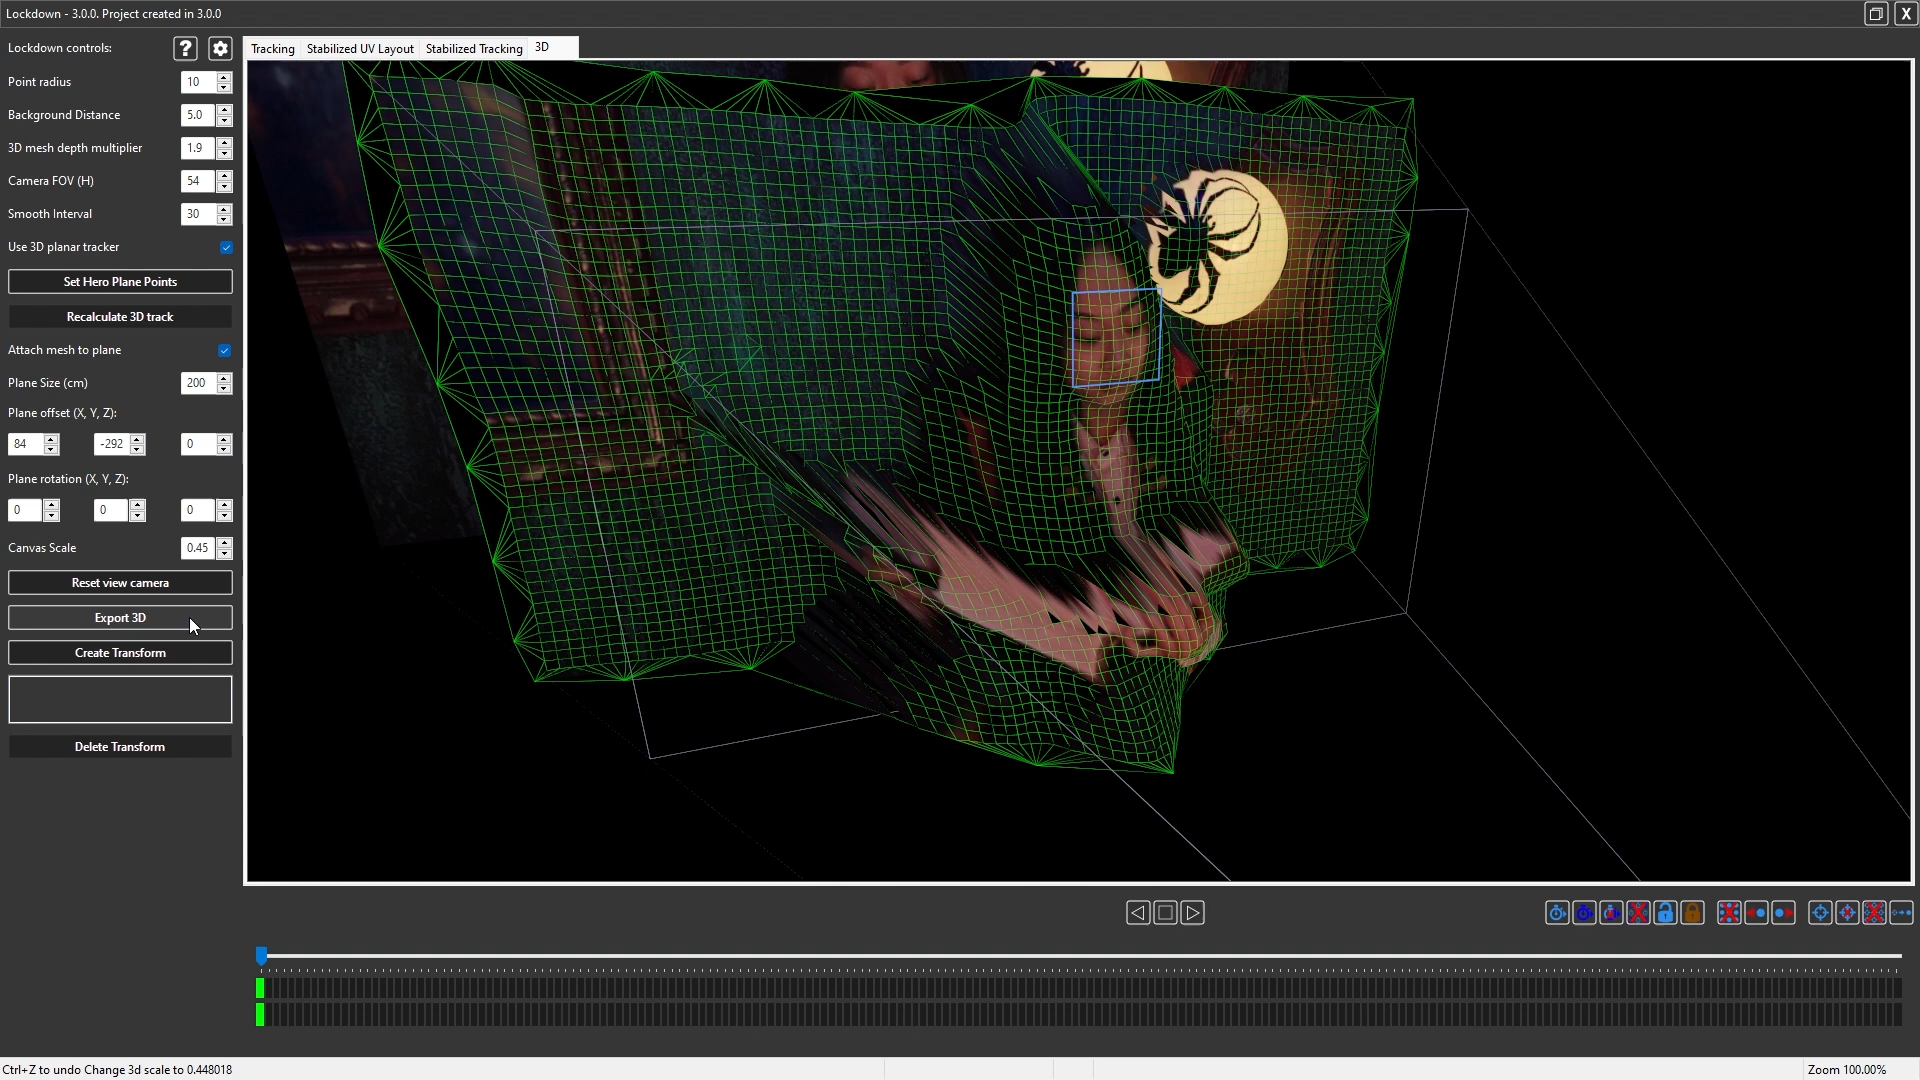 Lockdown - 3.0.0. Project created in 3.0.0
X
Lockdown controls:
?
Tracking
Stabilized UV Layout
Stabilized Tracking
3D
Point radius
10
Background Distance
5.0
3D mesh depth multiplier
1.9
Camera FOV (H)
54
Smooth Interval
30
Use 3D planar tracker
Set Hero Plane Points
Recalculate 3D track
Attach mesh to plane
Plane Size (cm)
200
Plane offset (X, Y, Z):
84
-292
0
Plane rotation (X, Y, Z):
0
0
0
Canvas Scale
0.45
Reset view camera
Export 3D
Create Transform
Delete Transform
Ctrl+Z to undo Change 3d scale to 0.448018
Zoom 100.00%